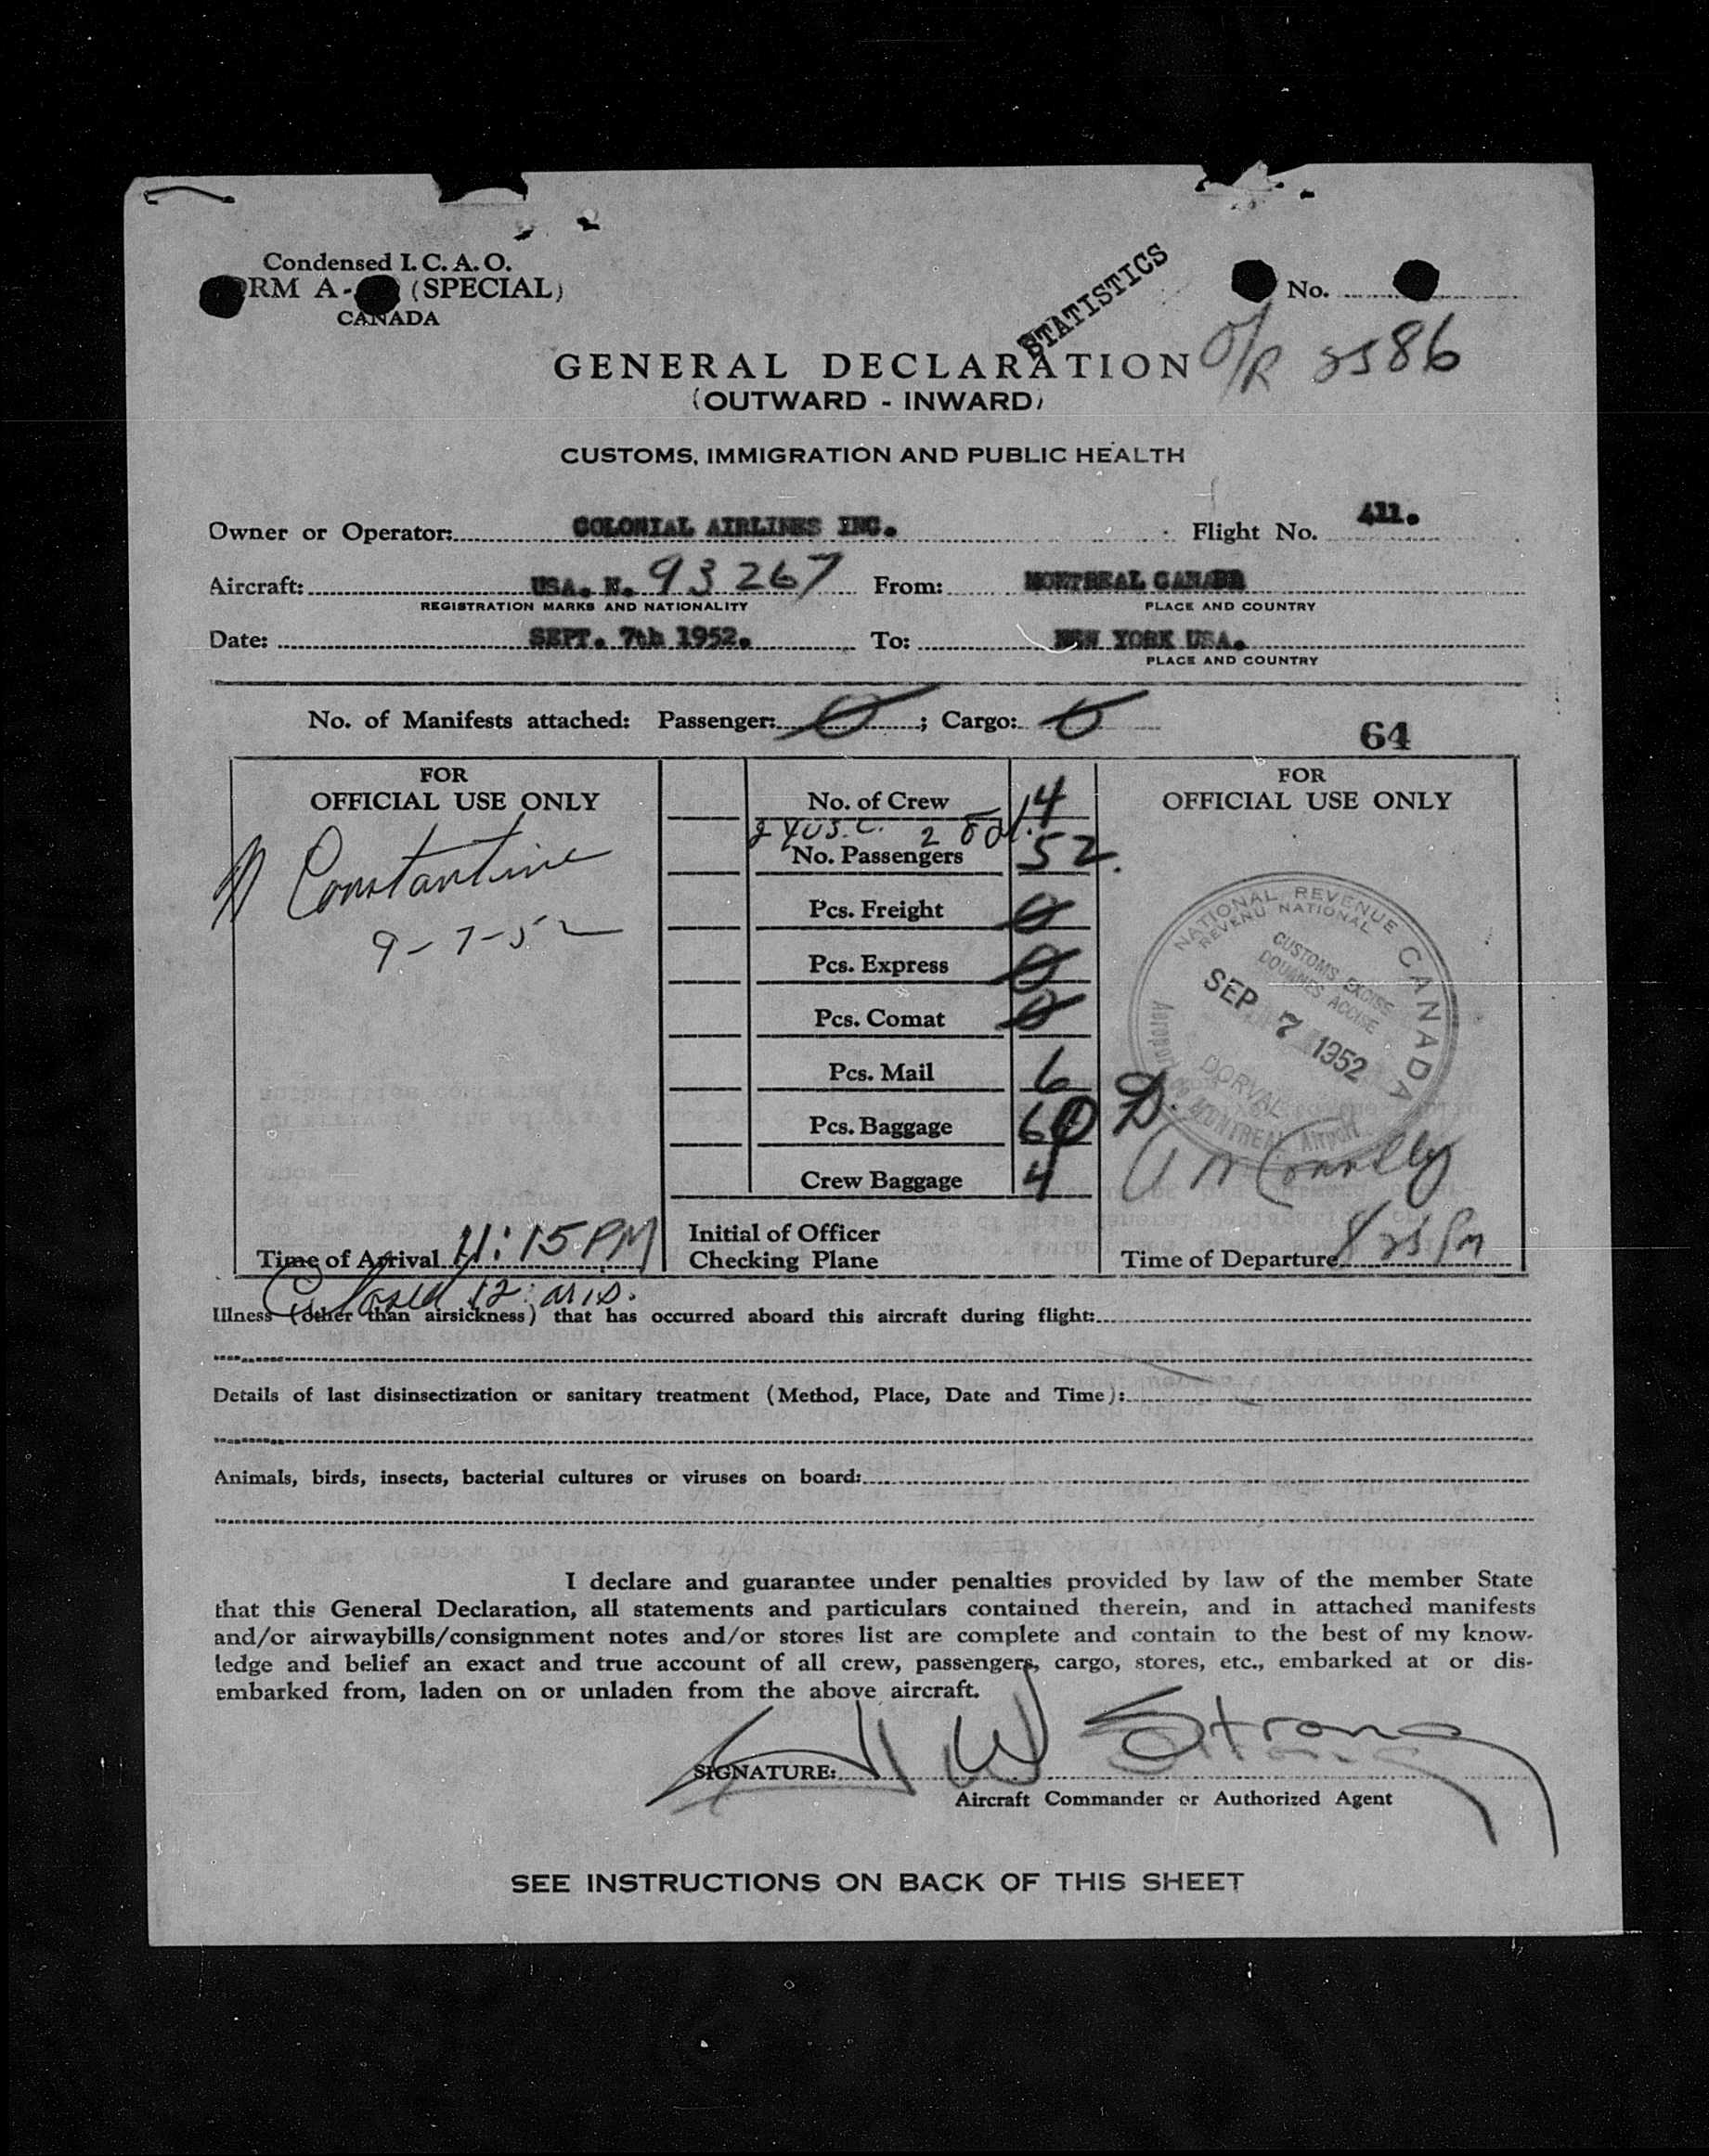 Condensed I. C. A. O.
RM A- (SPECIAL)
CANADA
STATISTICS
No.
O/R 2586
GENERAL DECLARATION
(OUTWARD - INWARD)
CUSTOMS, IMMIGRATION AND PUBLIC HEALTH
Owner or Operator: COLONIAL AIRLINES INC. Flight No. 411.
Aircraft: USA. N. 93267 From: MONTREAL CANADA
REGISTRATION MARKS AND NATIONALITY PLACE AND COUNTRY
Date: SEPT. 7th 1952. To: NEW YORK USA.
PLACE AND COUNTRY
No. of Manifests attached: Passenger: 0; Cargo: 0
64
FOR
OFFICIAL USE ONLY
Constantine
9-7-52
Time of Arrival 11:15 PM
No. of Crew 4
No. Passengers 52.
Pcs. Freight 0
Pcs. Express 0
Pcs. Comat 0
Pcs. Mail 6
Pcs. Baggage 60
Crew Baggage 4
Initial of Officer
Checking Plane
FOR
OFFICIAL USE ONLY
NATIONAL REVENUE CANADA
REVENU NATIONAL
CUSTOMS EXCISE
DOUANES ACCISE
SEP 7 1952
DORVAL
MONTREAL Airport
Time of Departure 8 25 Pm
Illness (other than airsickness) that has occurred aboard this aircraft during flight:
Details of last disinsectization or sanitary treatment (Method, Place, Date and Time):
Animals, birds, insects, bacterial cultures or viruses on board:
I declare and guarantee under penalties provided by law of the member State
that this General Declaration, all statements and particulars contained therein, and in attached manifests
and/or airwaybills/consignment notes and/or stores list are complete and contain to the best of my know-
ledge and belief an exact and true account of all crew, passengers, cargo, stores, etc., embarked at or dis-
embarked from, laden on or unladen from the above aircraft.
SIGNATURE: W Strong
Aircraft Commander or Authorized Agent
SEE INSTRUCTIONS ON BACK OF THIS SHEET